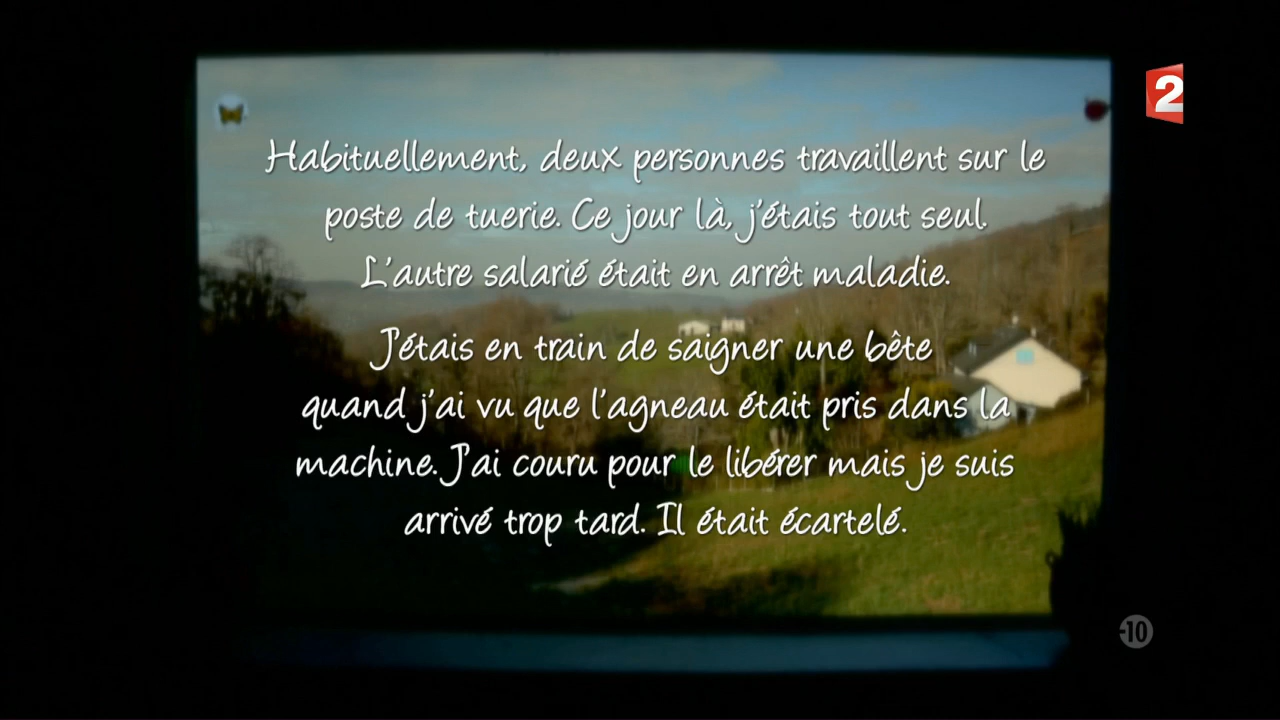 2
Habituellement, deux personnes travaillent sur le
poste de tuerie. Ce jour là, j'étais tout seul.
L'autre salarié était en arrêt maladie.
J'étais en train de saigner une bête
quand j'ai vu que l'agneau était pris dans la
machine. J'ai couru pour le libérer mais je suis
arrivé trop tard. Il était écartelé.
-10